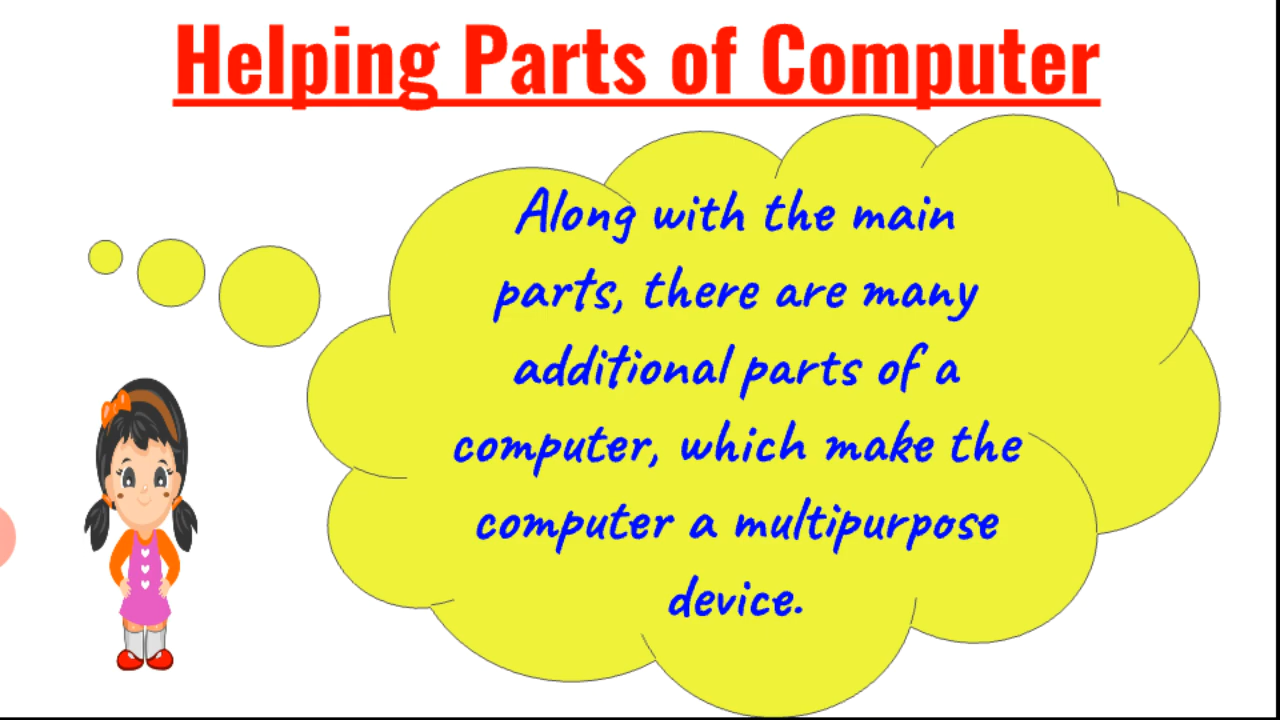 Helping Parts of Computer
Along with the main
parts, there are many
additional parts of a
computer, which make the
computer a multipurpose
device.